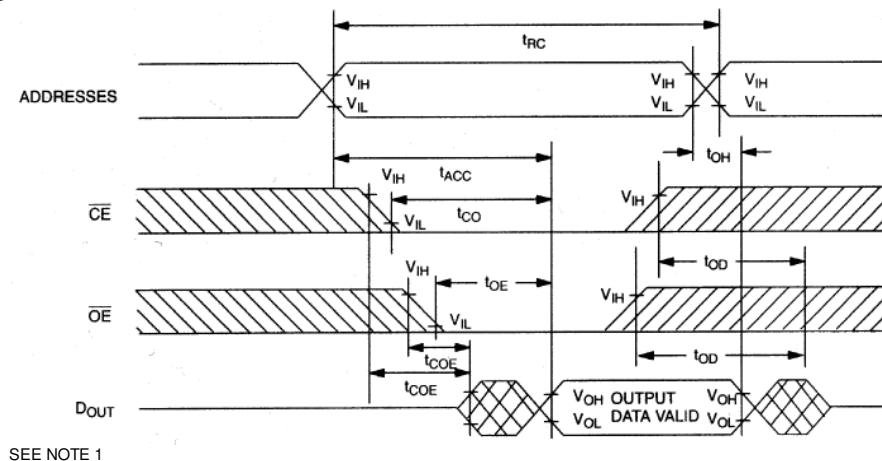 tRC
ADDRESSES
VIH
VIL
VIH
VIL
VIH
VIL
tOH
tACC
CE
VIH
tCO
VIL
VIH
tOD
OE
VIH
tOE
VIL
VIH
tOD
tCOE
tCOE
DOUT
VOH OUTPUT VOH
VOL DATA VALID VOL
SEE NOTE 1